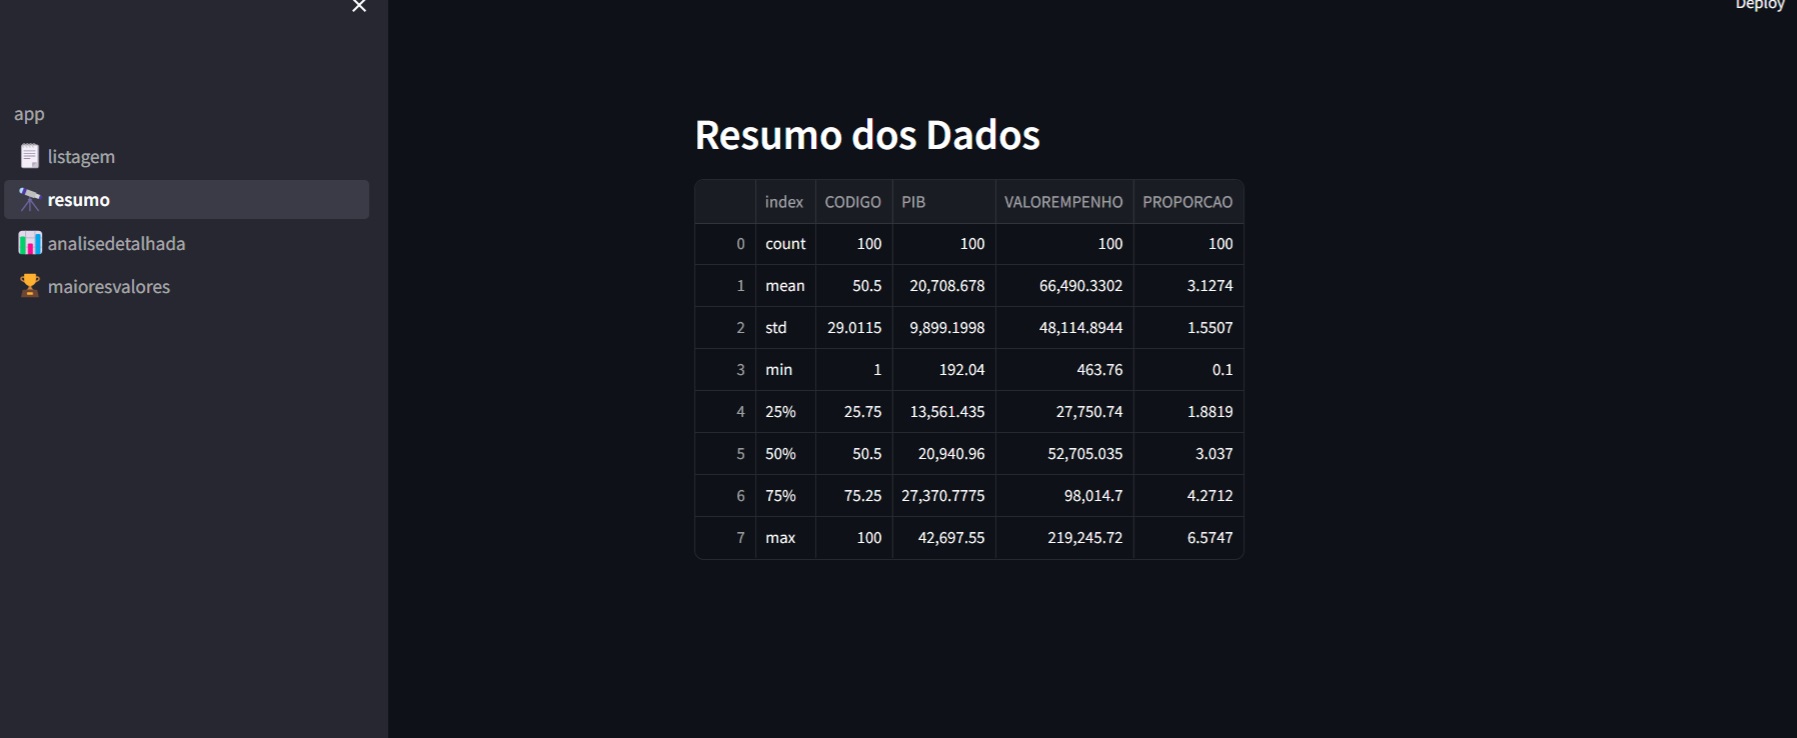 Deploy
app
listagem
resumo
analisedetalhada
maioresvalores
Resumo dos Dados
index CODIGO PIB VALOREMPENHO PROPORCAO
0 count 100 100 100 100
1 mean 50.5 20,708.678 66,490.3302 3.1274
2 std 29.0115 9,899.1998 48,114.8944 1.5507
3 min 1 192.04 463.76 0.1
4 25% 25.75 13,561.435 27,750.74 1.8819
5 50% 50.5 20,940.96 52,705.035 3.037
6 75% 75.25 27,370.7775 98,014.7 4.2712
7 max 100 42,697.55 219,245.72 6.5747